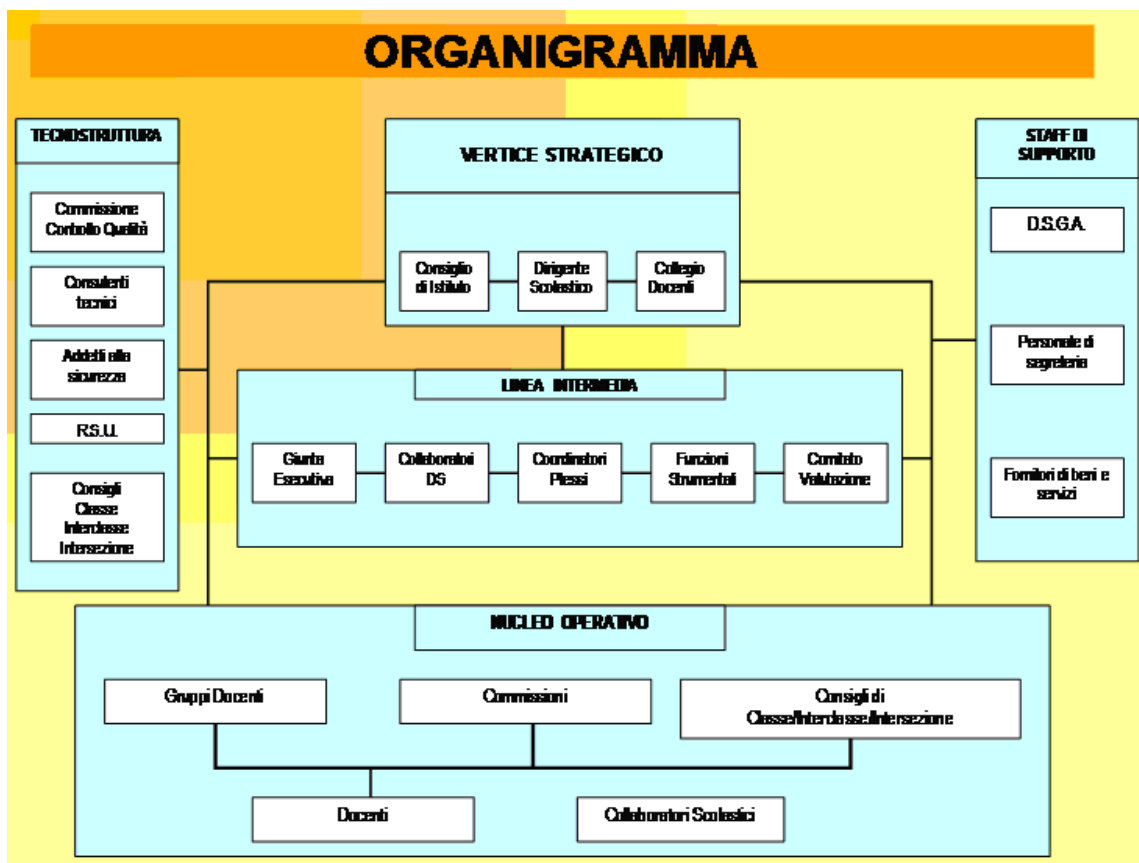 ORGANIGRAMMA
TECNOSTRUTTURA
Commissione
Controllo Qualità
Consulenti
tecnici
Addetti alla
sicurezza
R.S.U.
Consigli
Classe
Interclasse
Intersezione
VERTICE STRATEGICO
Consiglio
di Istituto
Dirigente
Scolastico
Collegio
Docenti
STAFF DI
SUPPORTO
D.S.G.A.
Personale di
segreteria
Fornitori di beni e
servizi
LINEA INTERMEDIA
Giunta
Esecutiva
Collaboratori
DS
Coordinatori
Plessi
Funzioni
Strumentali
Comitato
Valutazione
NUCLEO OPERATIVO
Gruppi Docenti
Commissioni
Consigli di
Classe/Interclasse/Intersezione
Docenti
Collaboratori Scolastici